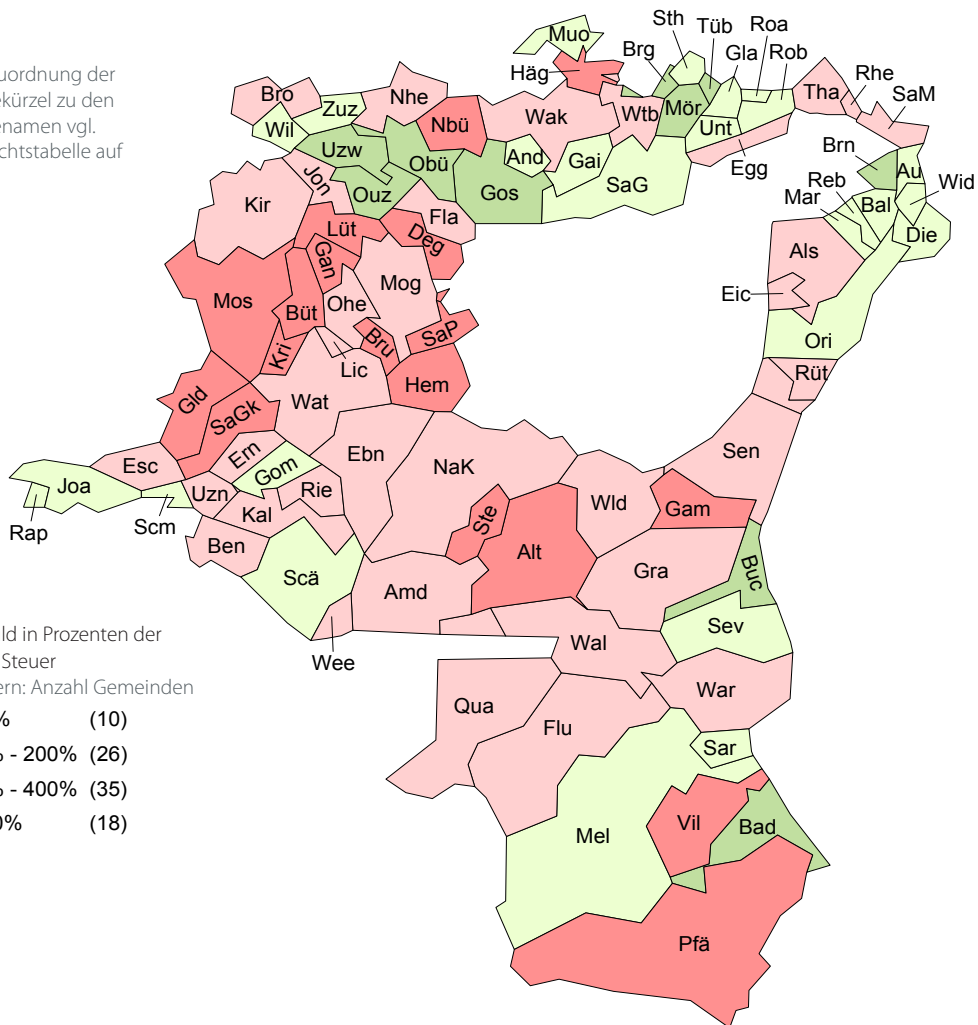 uordnung der
ekürzel zu den
enamen vgl.
chtstabelle auf
Muo
Sth
Tüb
Roa
Brg
Gla
Rob
Häg
Bro
Zuz
Nhe
Nbü
Wak
Wtb
Mör
Unt
Egg
Tha
Rhe
SaM
Wil
Uzw
Obü
And
Gai
SaG
Gos
Ouz
Jon
Kir
Fla
Deg
Lüt
Gan
Mog
Brn
Au
Wid
Reb
Mar
Bal
Die
Als
Eic
Ori
Mos
Büt
Ohe
Bru
SaP
Kri
Lic
Hem
Rüt
Gld
SaGk
Wat
Ern
Ebn
NaK
Sen
Esc
Gom
Joa
Uzn
Rie
Wld
Gam
Rap
Scm
Kal
Ste
Alt
Ben
Scä
Amd
Gra
Buc
Wee
Wal
Sev
ld in Prozenten der
Steuer
ern: Anzahl Gemeinden
% (10)
% - 200% (26)
% - 400% (35)
0% (18)
Qua
Flu
War
Sar
Mel
Vil
Bad
Pfä